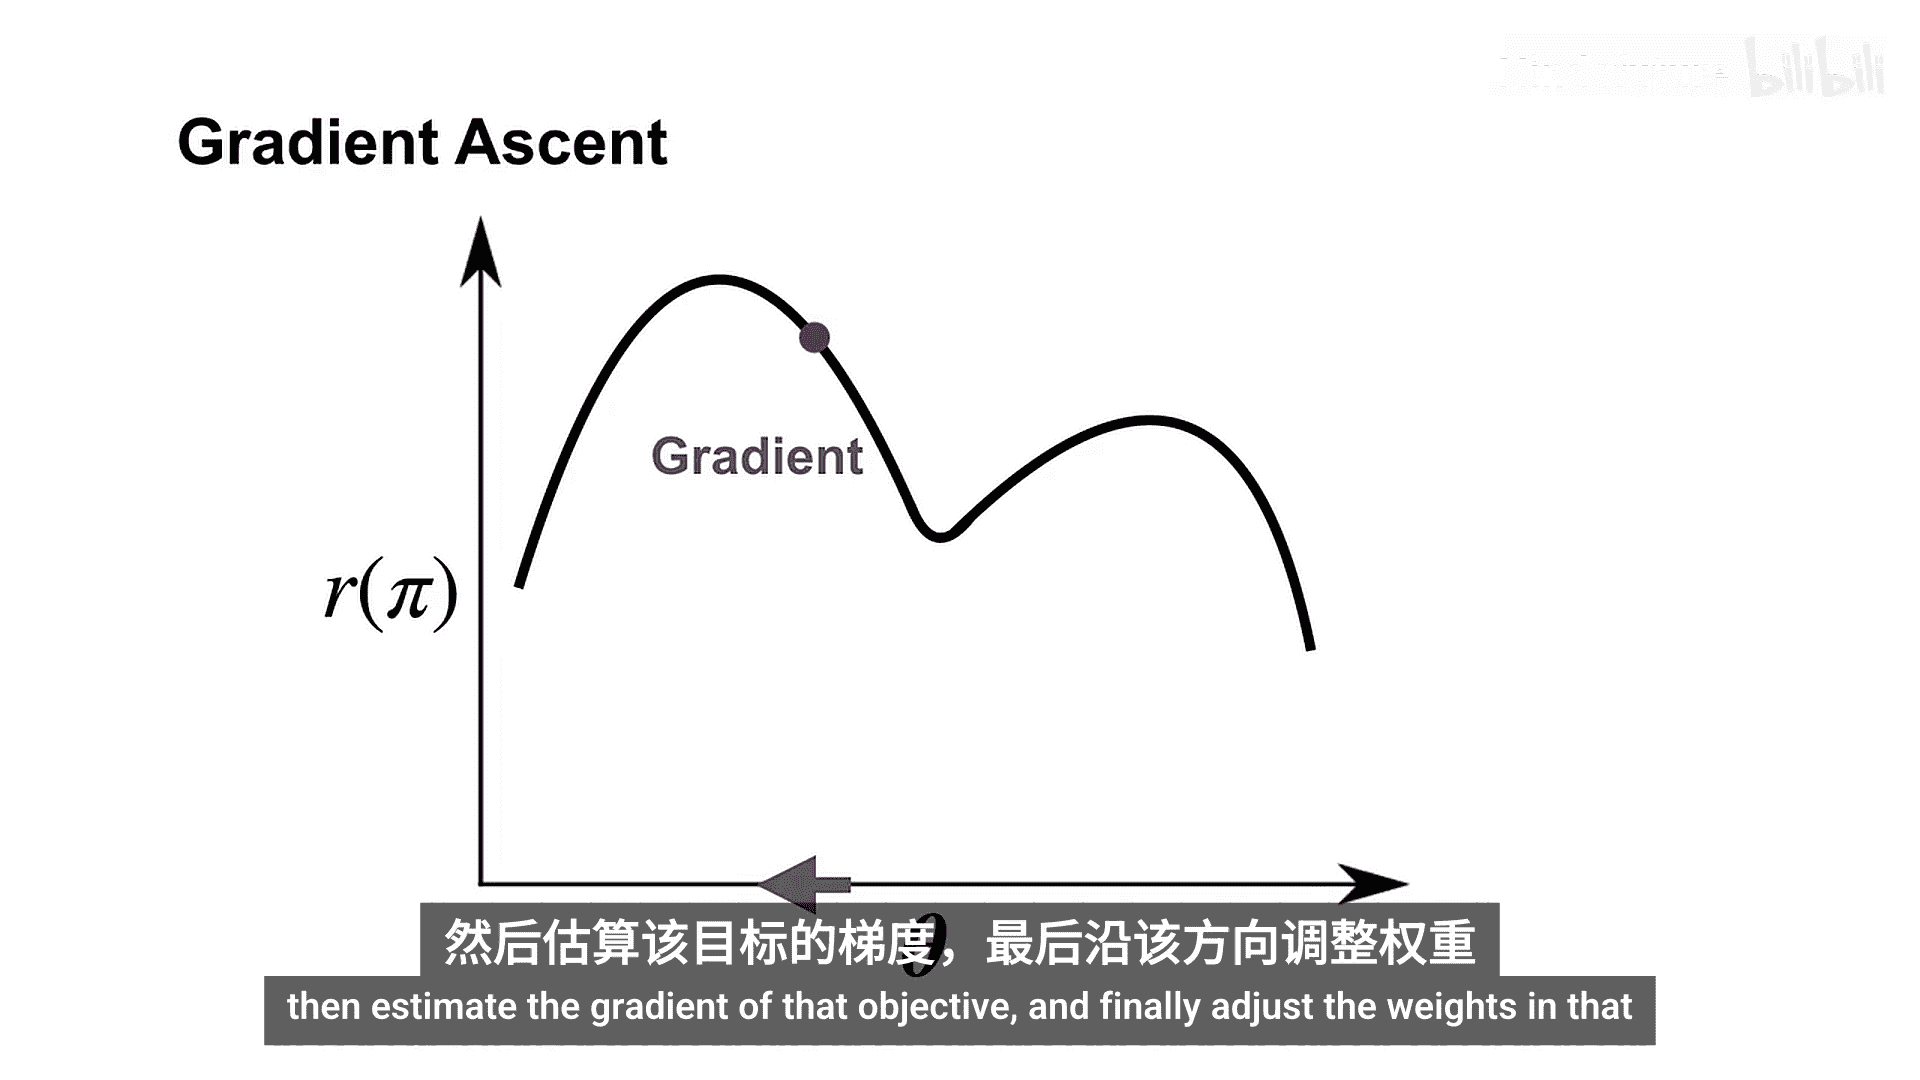 bilibili
Gradient Ascent
Gradient
r(π)
θ
然后估算该目标的梯度，最后沿该方向调整权重
then estimate the gradient of that objective, and finally adjust the weights in that